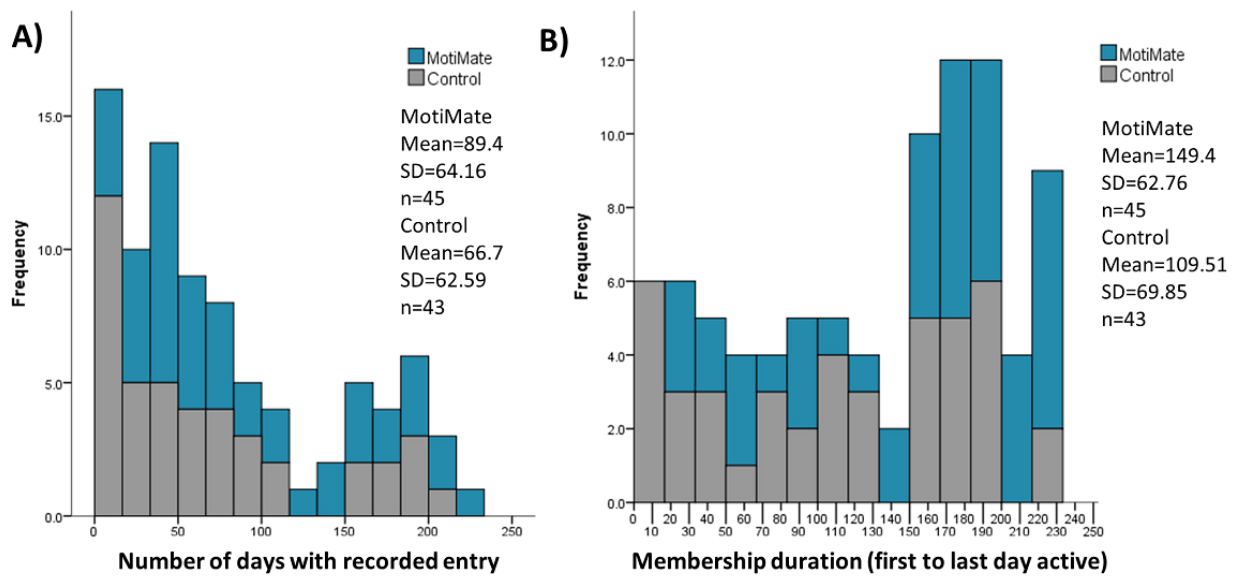 A)
MotiMate
Control
MotiMate
Mean=89.4
SD=64.16
n=45
Control
Mean=66.7
SD=62.59
n=43
Frequency
15.0
10.0
5.0
0.0
0 50 100 150 200 250
Number of days with recorded entry
B)
MotiMate
Control
MotiMate
Mean=149.4
SD=62.76
n=45
Control
Mean=109.51
SD=69.85
n=43
Frequency
12.0
10.0
8.0
6.0
4.0
2.0
0.0
0 10 20 30 40 50 60 70 80 90 100 110 120 130 140 150 160 170 180 190 200 210 220 230 240 250
Membership duration (first to last day active)